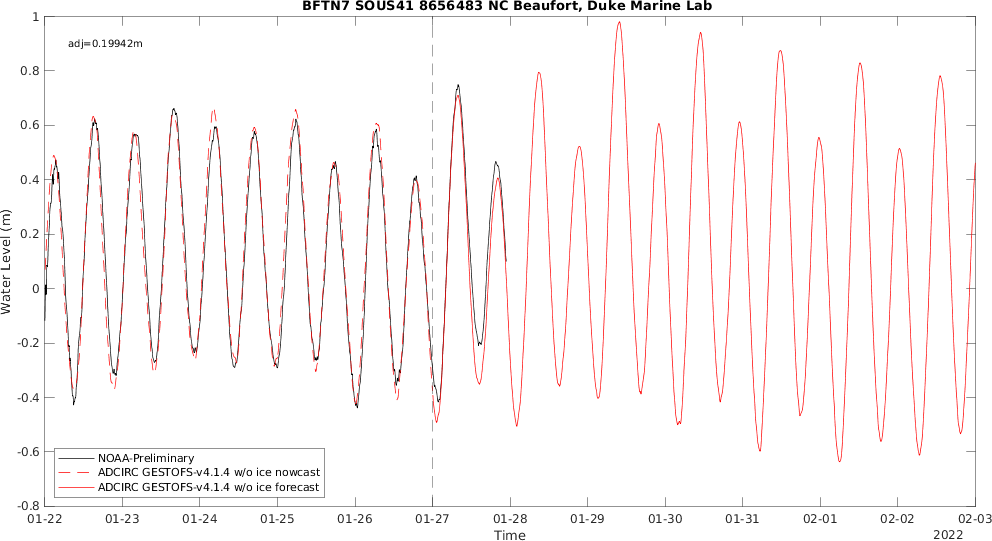 BFTN7 SOUS41 8656483 NC Beaufort, Duke Marine Lab
adj=0.19942m
1
0.8
0.6
0.4
0.2
0
-0.2
-0.4
-0.6
-0.8
Water Level (m)
NOAA-Preliminary
ADCIRC GESTOFS-v4.1.4 w/o ice nowcast
ADCIRC GESTOFS-v4.1.4 w/o ice forecast
01-22 01-23 01-24 01-25 01-26 01-27 01-28 01-29 01-30 01-31 02-01 02-02 02-03
Time
2022